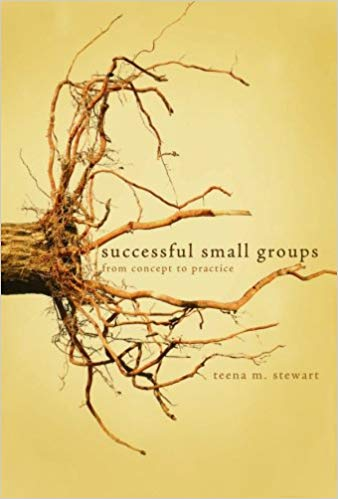 successful small groups
from concept to practice
teena m. stewart